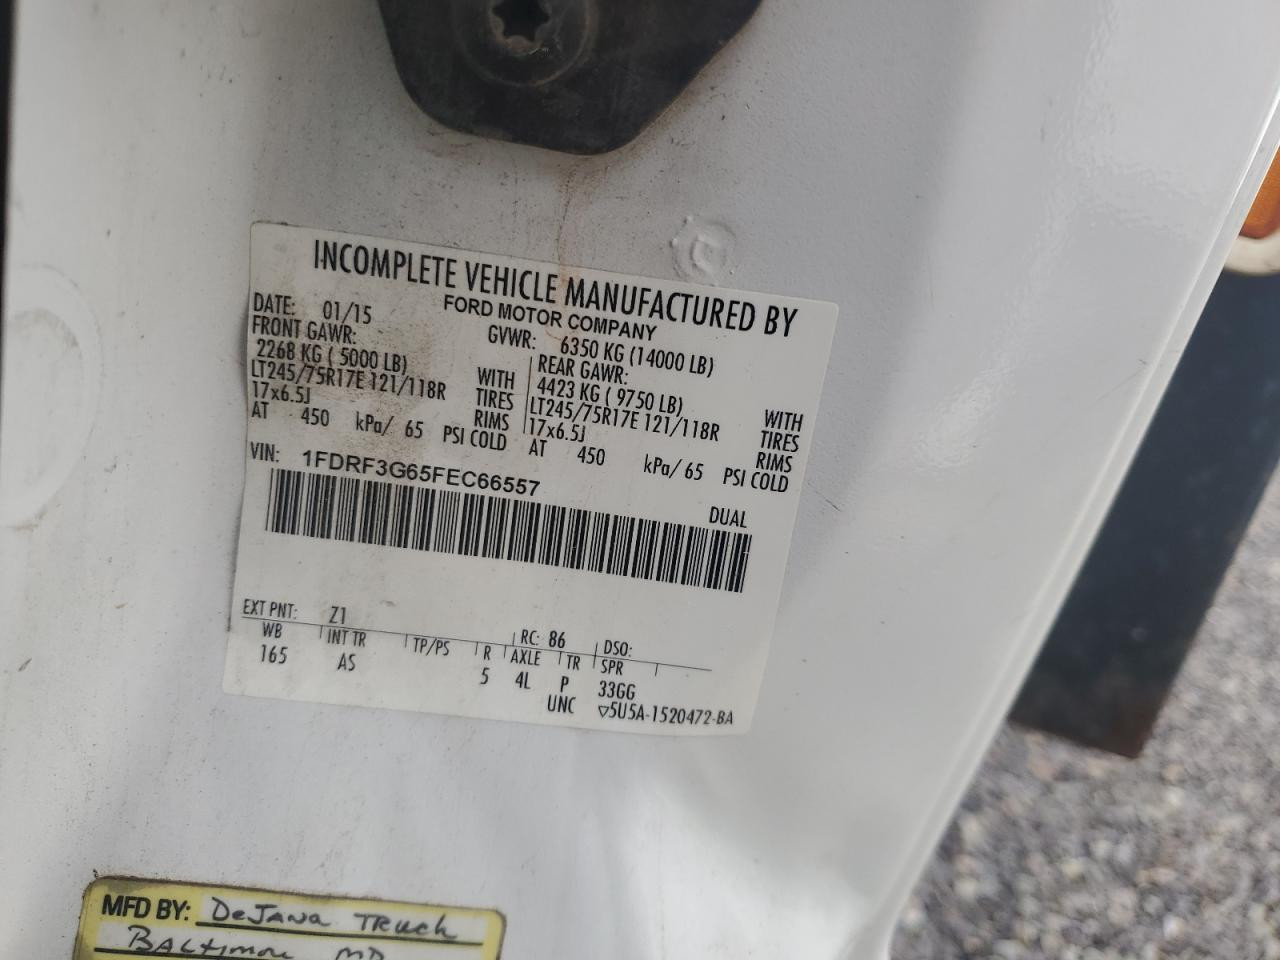 INCOMPLETE VEHICLE MANUFACTURED BY
FORD MOTOR COMPANY
DATE: 01/15 GVWR: 6350 KG (14000 LB)
FRONT GAWR: REAR GAWR:
2268 KG ( 5000 LB) WITH 4423 KG ( 9750 LB) WITH
LT245/75R17E 121/118R TIRES LT245/75R17E 121/118R TIRES
17x6.5J RIMS 17x6.5J RIMS
AT 450 kPa/ 65 PSI COLD AT 450 kPa/ 65 PSI COLD
VIN: 1FDRF3G65FEC66557
DUAL
EXT PNT: Z1 RC: 86 DSO:
WB INT TR TP/PS R AXLE TR SPR
165 AS 5 4L P 33GG
UNC ▽5U5A-1520472-BA
MFD BY: DeJana Truck
Baltimore MD